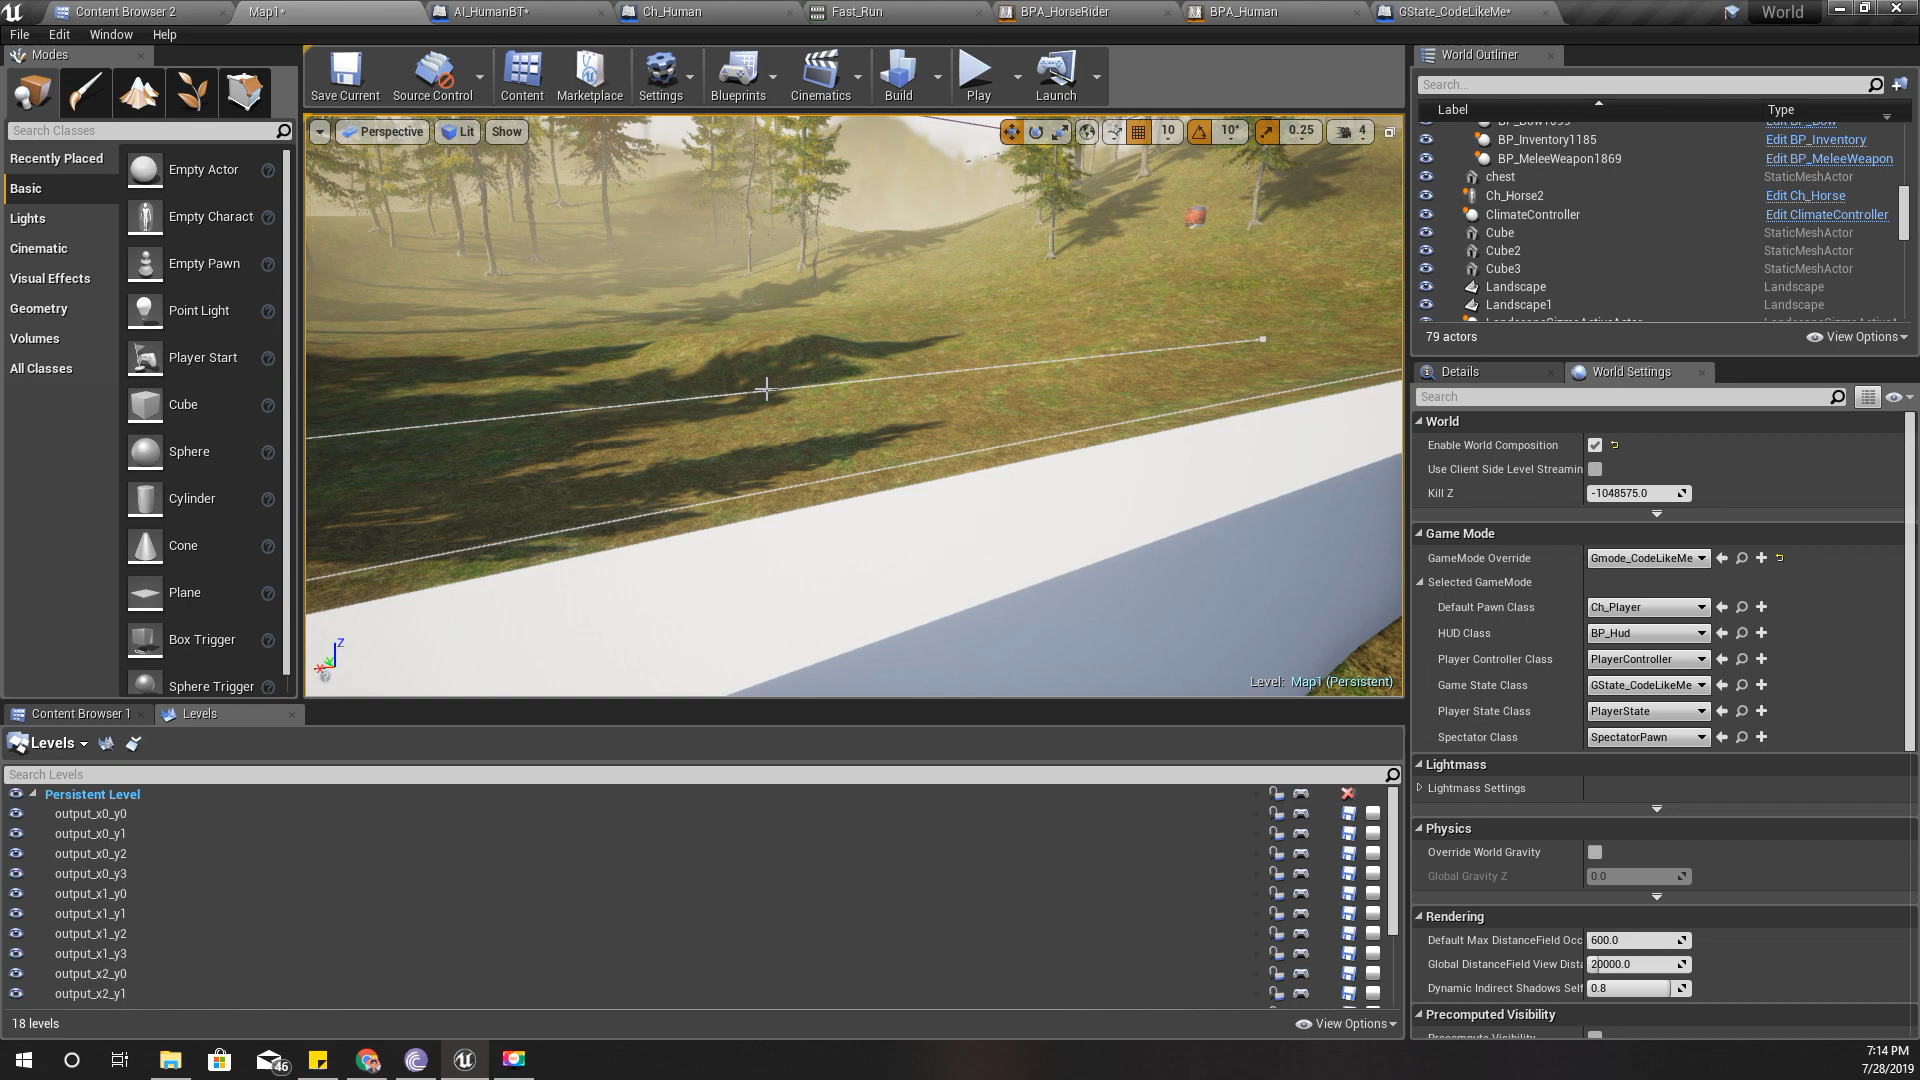 Content Browser 2
Map1*
AI_HumanBT*
Ch_Human
Fast_Run
BPA_HorseRider
BPA_Human
GState_CodeLikeMe*
World
File Edit Window Help
Modes
Search Classes
Recently Placed
Basic
Lights
Cinematic
Visual Effects
Geometry
Volumes
All Classes
Empty Actor
Empty Charact
Empty Pawn
Point Light
Player Start
Cube
Sphere
Cylinder
Cone
Plane
Box Trigger
Sphere Trigger
Save Current
Source Control
Content
Marketplace
Settings
Blueprints
Cinematics
Build
Play
Launch
Perspective
Lit
Show
10
10°
0.25
4
Z
Level: Map1 (Persistent)
World Outliner
Search...
Label Type
BP_Inventory1185 Edit BP_Inventory
BP_MeleeWeapon1869 Edit BP_MeleeWeapon
chest StaticMeshActor
Ch_Horse2 Edit Ch_Horse
ClimateController Edit ClimateController
Cube StaticMeshActor
Cube2 StaticMeshActor
Cube3 StaticMeshActor
Landscape Landscape
Landscape1 Landscape
79 actors
View Options
Details
World Settings
Search
World
Enable World Composition
Use Client Side Level Streamin
Kill Z -1048575.0
Game Mode
GameMode Override Gmode_CodeLikeMe
Selected GameMode
Default Pawn Class Ch_Player
HUD Class BP_Hud
Player Controller Class PlayerController
Game State Class GState_CodeLikeMe
Player State Class PlayerState
Spectator Class SpectatorPawn
Lightmass
Lightmass Settings
Physics
Override World Gravity
Global Gravity Z 0.0
Rendering
Default Max DistanceField Occ 600.0
Global DistanceField View Dista 20000.0
Dynamic Indirect Shadows Self 0.8
Precomputed Visibility
Precompute Visibility
Content Browser 1
Levels
Levels
Search Levels
Persistent Level
output_x0_y0
output_x0_y1
output_x0_y2
output_x0_y3
output_x1_y0
output_x1_y1
output_x1_y2
output_x1_y3
output_x2_y0
output_x2_y1
18 levels
View Options
46
7:14 PM
7/28/2019